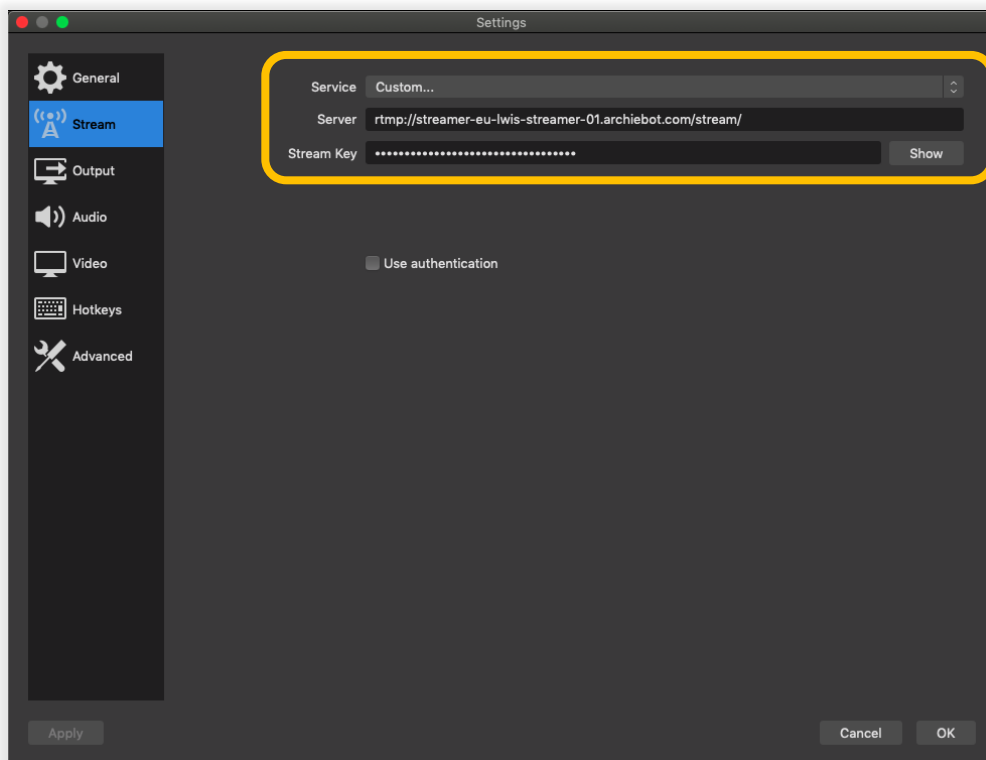 Settings
General
Stream
Output
Audio
Video
Hotkeys
Advanced
Service Custom...
Server rtmp://streamer-eu-lwis-streamer-01.archiebot.com/stream/
Stream Key •••••••••••••••••••••••••••••••••• Show
Use authentication
Apply Cancel OK